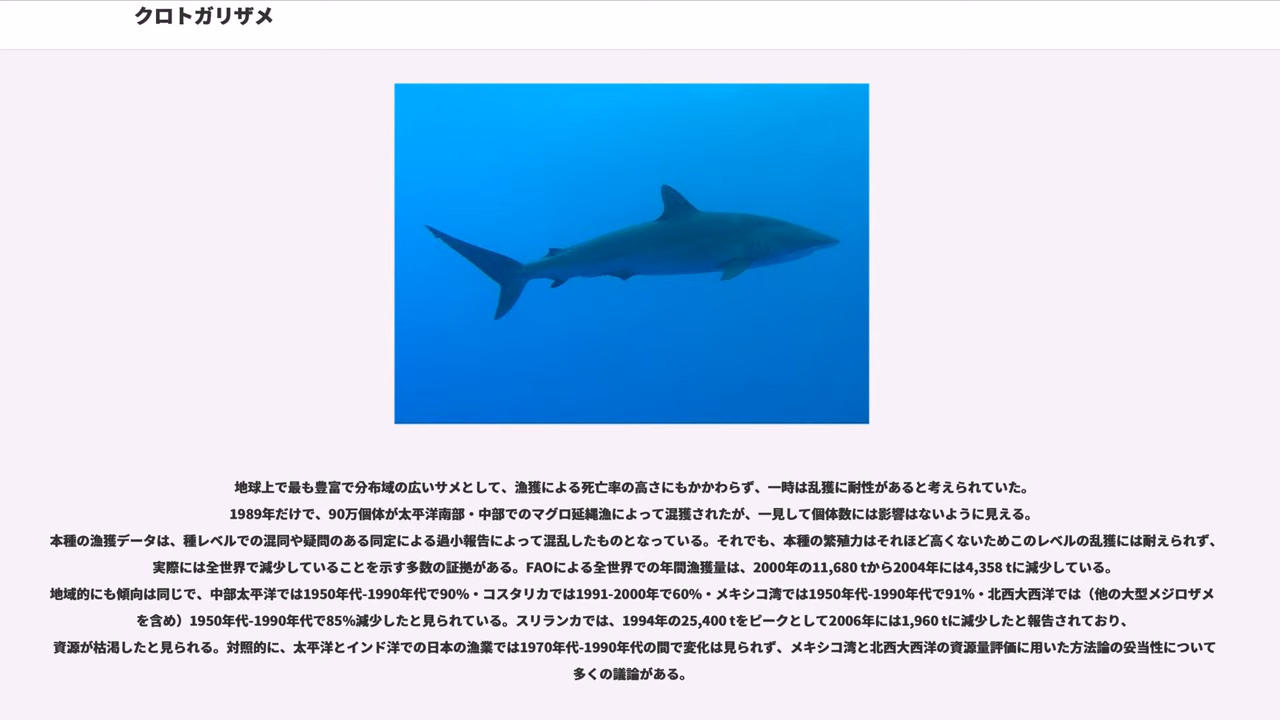 クロトガリザメ
地球上で最も豊富で分布域の広いサメとして、漁獲による死亡率の高さにもかかわらず、一時は乱獲に耐性があると考えられていた。
1989年だけで、90万個体が太平洋南部・中部でのマグロ延縄漁によって混獲されたが、一見して個体数には影響はないように見える。
本種の漁獲データは、種レベルでの混同や疑問のある同定による過小報告によって混乱したものとなっている。それでも、本種の繁殖力はそれほど高くないためこのレベルの乱獲には耐えられず、
実際には全世界で減少していることを示す多数の証拠がある。FAOによる全世界での年間漁獲量は、2000年の11,680 tから2004年には4,358 tに減少している。
地域的にも傾向は同じで、中部太平洋では1950年代-1990年代で90%・コスタリカでは1991-2000年で60%・メキシコ湾では1950年代-1990年代で91%・北西大西洋では（他の大型メジロザメ
を含め）1950年代-1990年代で85%減少したと見られている。スリランカでは、1994年の25,400 tをピークとして2006年には1,960 tに減少したと報告されており、
資源が枯渇したと見られる。対照的に、太平洋とインド洋での日本の漁業では1970年代-1990年代の間で変化は見られず、メキシコ湾と北西大西洋の資源量評価に用いた方法論の妥当性について
多くの議論がある。